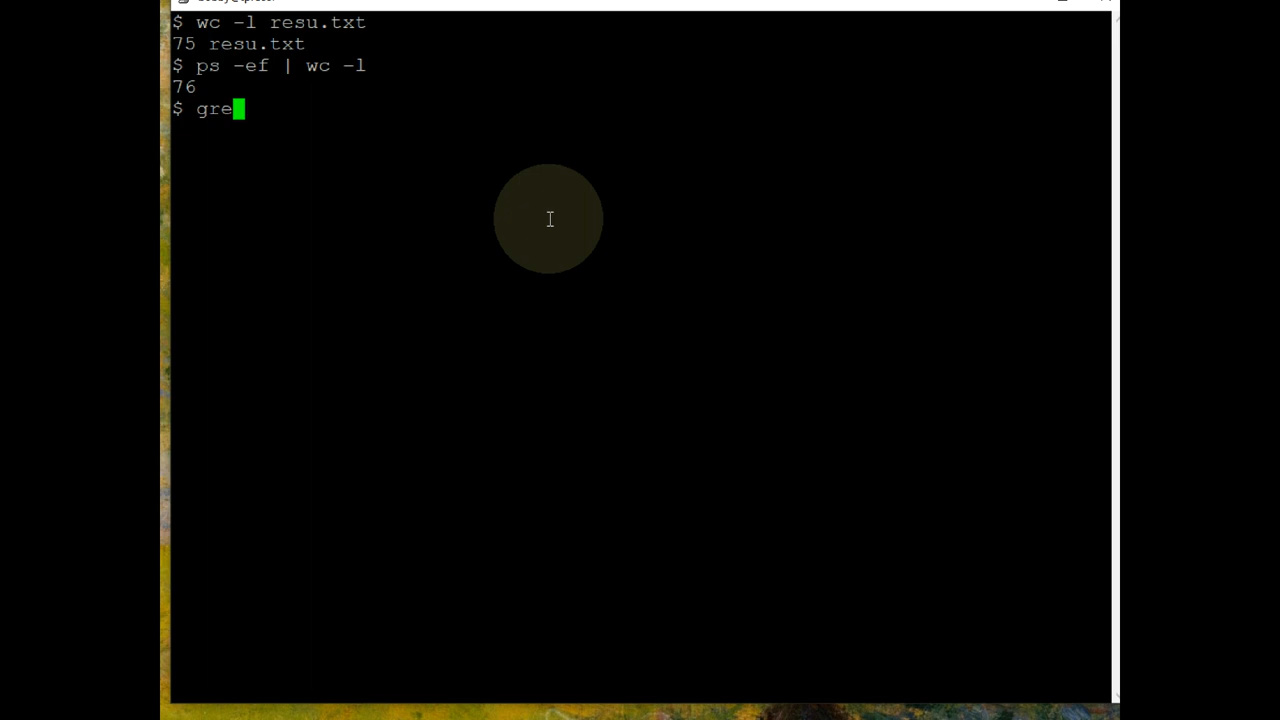 $ wc -l resu.txt
75 resu.txt
$ ps -ef | wc -l
76
$ gre